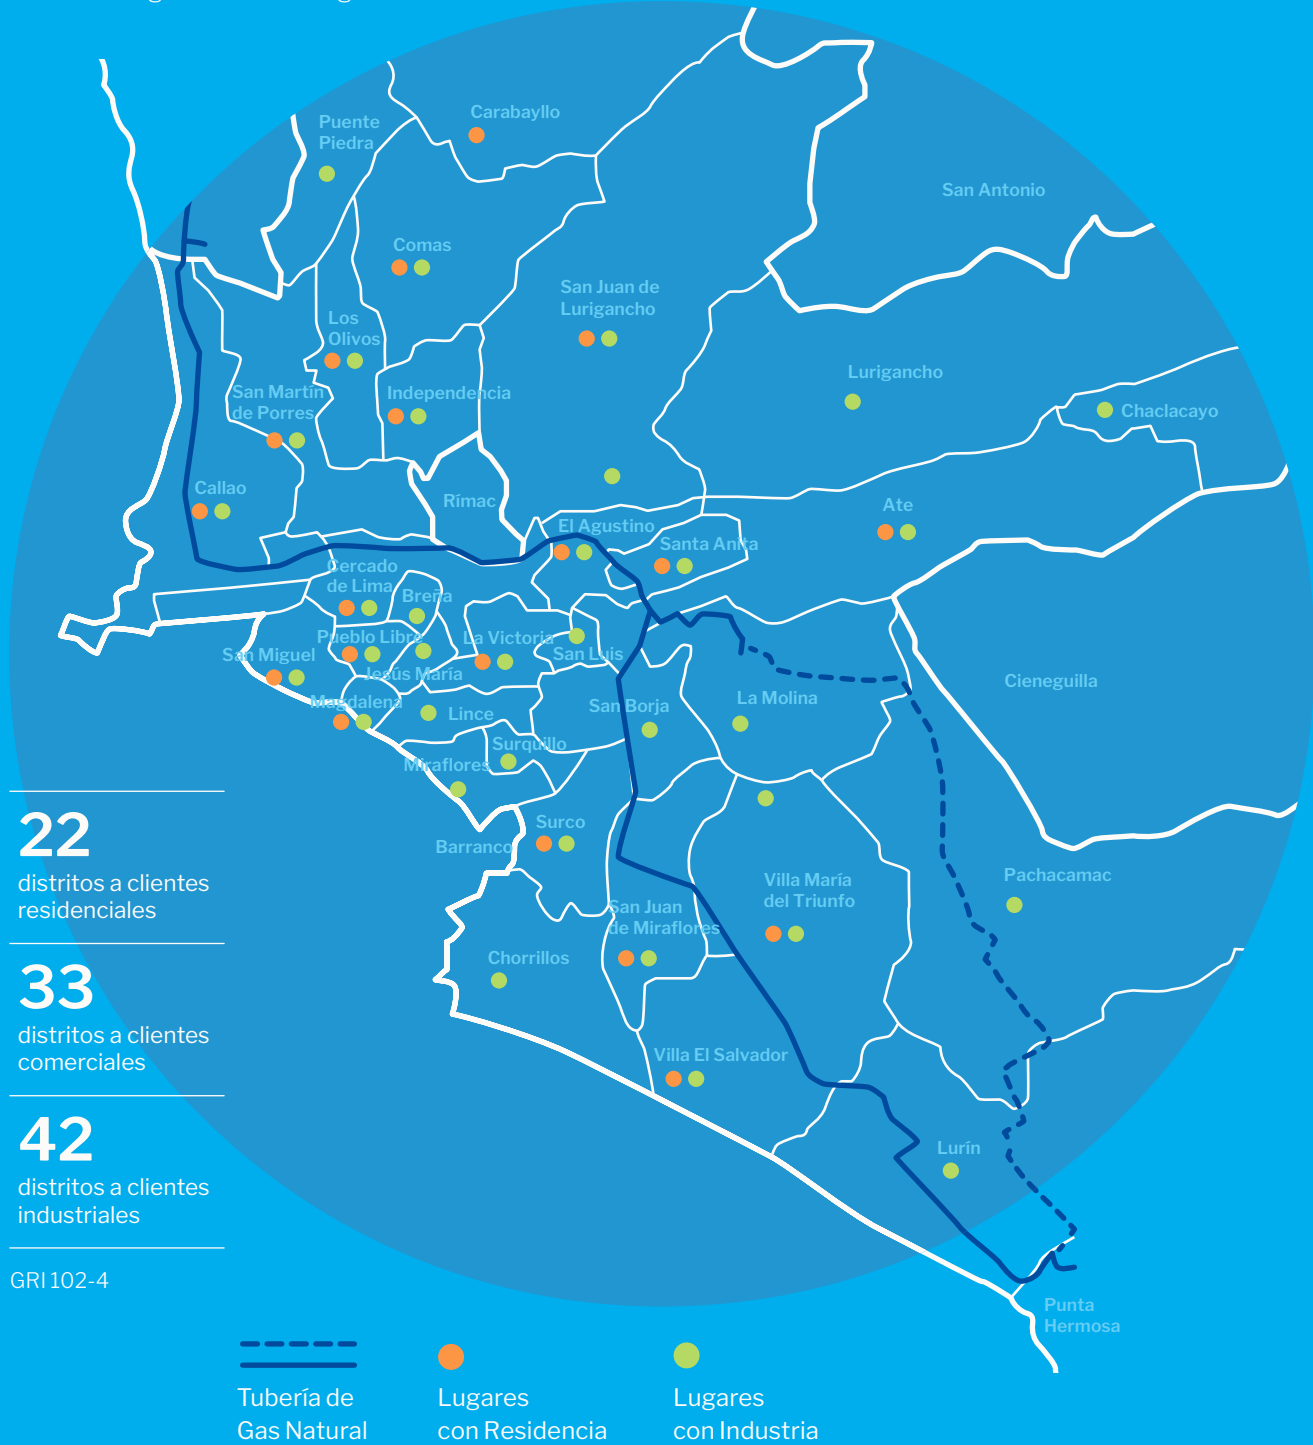 Puente
Piedra
Carabayllo
San Antonio
Comas
San Juan de
Lurigancho
Los
Olivos
Lurigancho
San Martín
de Porres
Independencia
Chaclacayo
Callao
Rímac
Ate
El Agustino
Santa Anita
Cercado
de Lima
Breña
Pueblo Libre
La Victoria
San Luis
San Miguel
Jesús María
Cieneguilla
Magdalena
Lince
San Borja
La Molina
Surquillo
Miraflores
Surco
Barranco
Villa María
del Triunfo
Pachacamac
San Juan
de Miraflores
Chorrillos
Villa El Salvador
Lurín
Punta
Hermosa
22
distritos a clientes
residenciales
33
distritos a clientes
comerciales
42
distritos a clientes
industriales
GRI 102-4
Tubería de
Gas Natural
Lugares
con Residencia
Lugares
con Industria